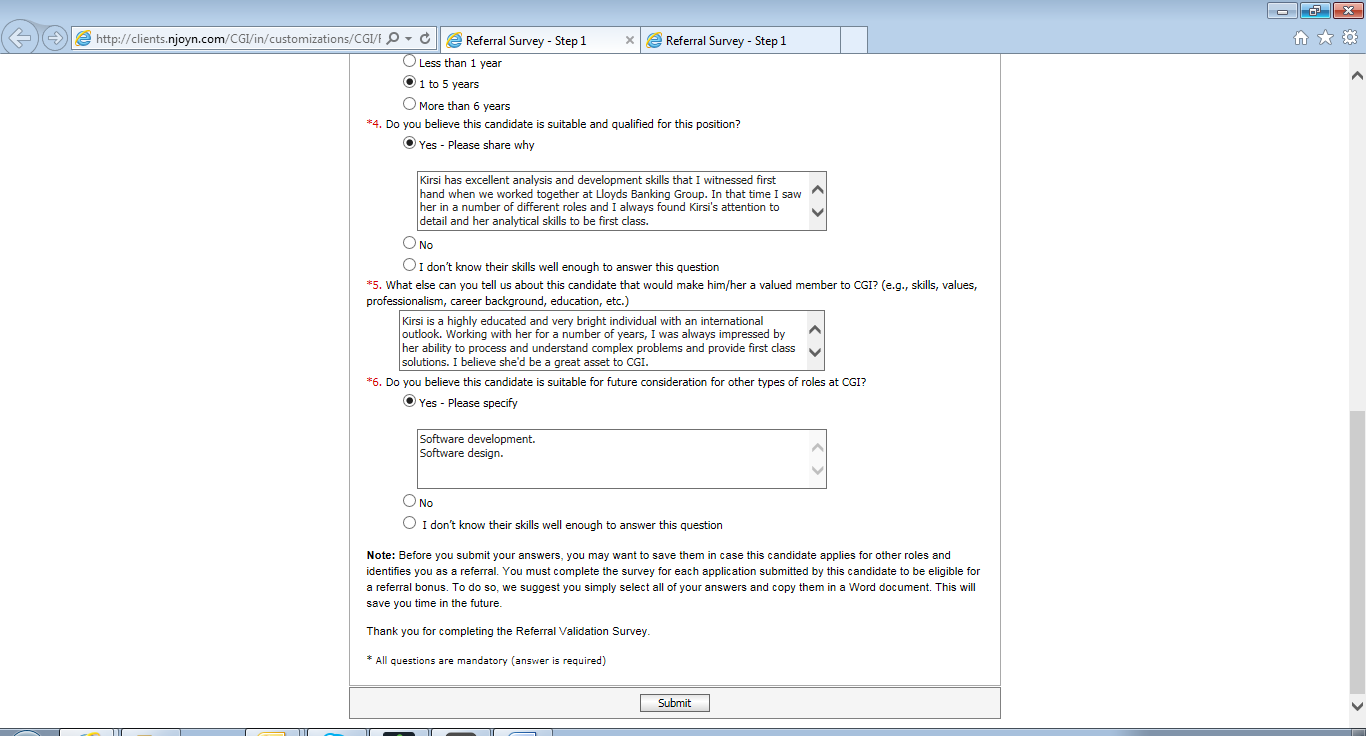 http://clients.njoyn.com/CGI/in/customizations/CGI/
Referral Survey - Step 1
Referral Survey - Step 1
Less than 1 year
1 to 5 years
More than 6 years
*4. Do you believe this candidate is suitable and qualified for this position?
Yes - Please share why
Kirsi has excellent analysis and development skills that I witnessed first
hand when we worked together at Lloyds Banking Group. In that time I saw
her in a number of different roles and I always found Kirsi's attention to
detail and her analytical skills to be first class.
No
I don't know their skills well enough to answer this question
*5. What else can you tell us about this candidate that would make him/her a valued member to CGI? (e.g., skills, values,
professionalism, career background, education, etc.)
Kirsi is a highly educated and very bright individual with an international
outlook. Working with her for a number of years, I was always impressed by
her ability to process and understand complex problems and provide first class
solutions. I believe she'd be a great asset to CGI.
*6. Do you believe this candidate is suitable for future consideration for other types of roles at CGI?
Yes - Please specify
Software development.
Software design.
No
I don't know their skills well enough to answer this question
Note: Before you submit your answers, you may want to save them in case this candidate applies for other roles and
identifies you as a referral. You must complete the survey for each application submitted by this candidate to be eligible for
a referral bonus. To do so, we suggest you simply select all of your answers and copy them in a Word document. This will
save you time in the future.
Thank you for completing the Referral Validation Survey.
* All questions are mandatory (answer is required)
Submit